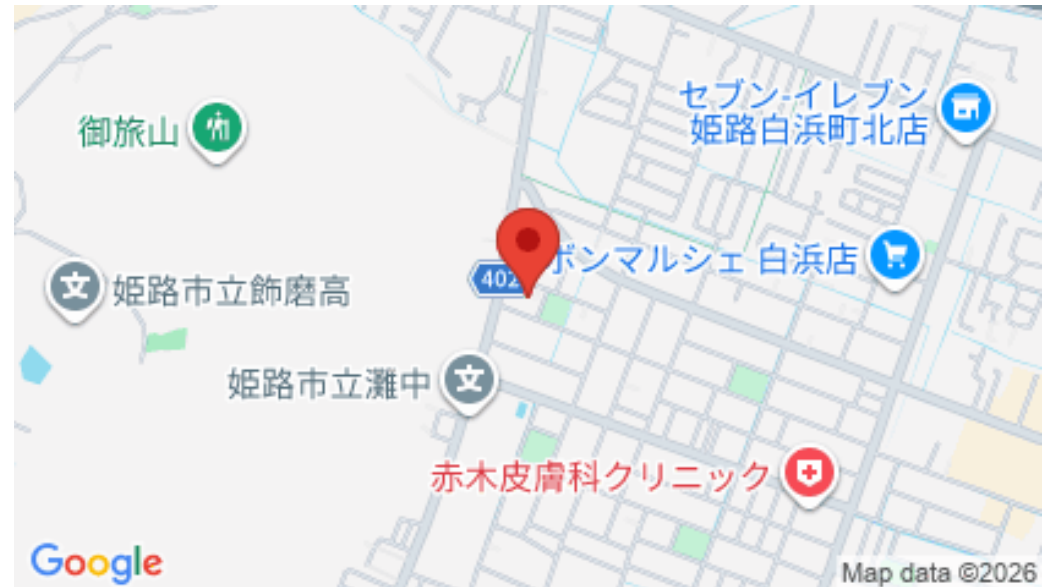 セブン-イレブン
姫路白浜町北店
御旅山
ボンマルシェ 白浜店
402
姫路市立飾磨高
姫路市立灘中
赤木皮膚科クリニック
Google
Map data ©2026